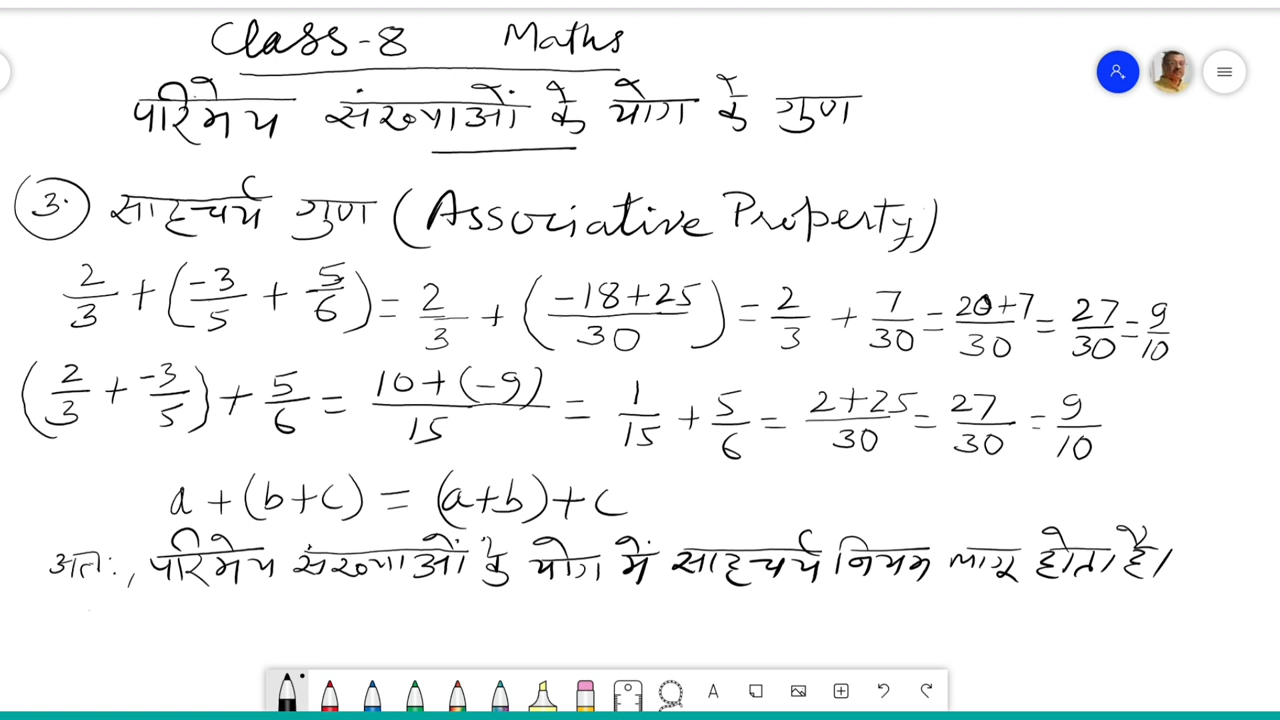 Class-8 Maths
परिमेय संख्याओं के योग के गुण
3. साहचर्य गुण (Associative Property)
2/3 + (-3/5 + 5/6) = 2/3 + (-18+25/30) = 2/3 + 7/30 = 20+7/30 = 27/30 = 9/10
(2/3 + -3/5) + 5/6 = 10+(-9)/15 = 1/15 + 5/6 = 2+25/30 = 27/30 = 9/10
a + (b+c) = (a+b)+c
अतः, परिमेय संख्याओं के योग में साहचर्य नियम लागू होता है।
A